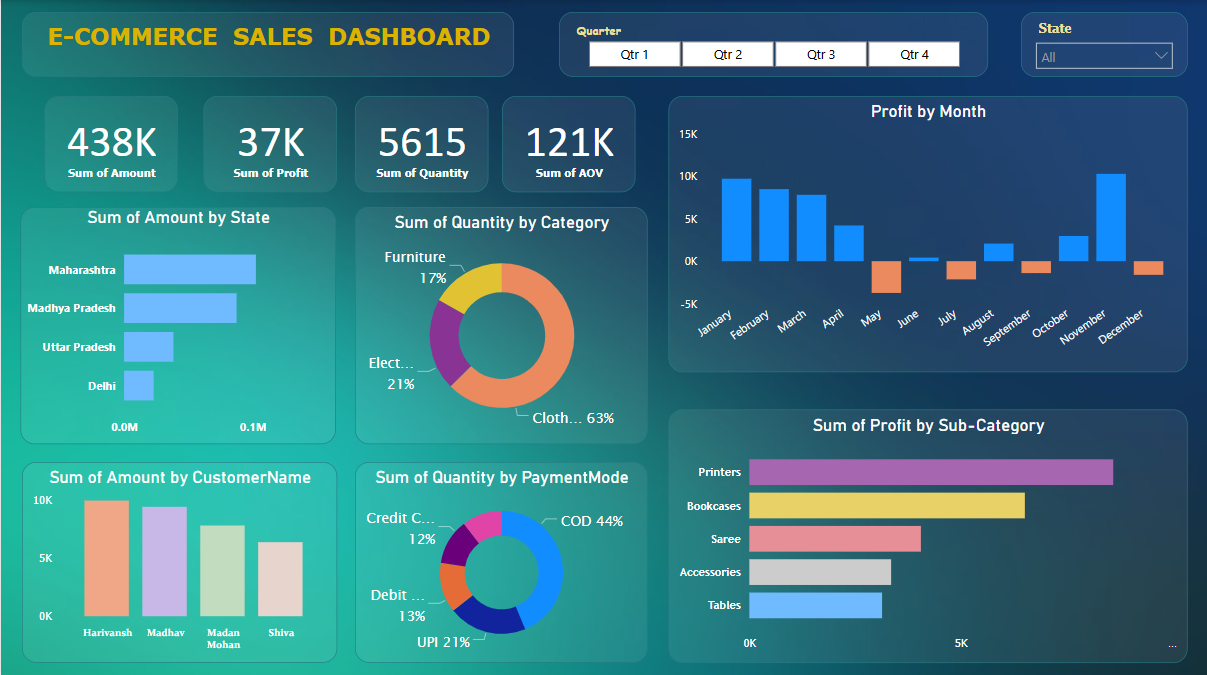 E-COMMERCE SALES DASHBOARD
Quarter
Qtr 1
Qtr 2
Qtr 3
Qtr 4
State
All
438K
Sum of Amount
37K
Sum of Profit
5615
Sum of Quantity
121K
Sum of AOV
Profit by Month
15K
10K
5K
0K
-5K
January
February
March
April
May
June
July
August
September
October
November
December
Sum of Amount by State
Maharashtra
Madhya Pradesh
Uttar Pradesh
Delhi
0.0M
0.1M
Sum of Quantity by Category
Furniture
17%
Elect...
21%
Cloth... 63%
Sum of Amount by CustomerName
10K
5K
0K
Harivansh
Madhav
Madan
Mohan
Shiva
Sum of Quantity by PaymentMode
Credit C...
12%
COD 44%
Debit ...
13%
UPI 21%
Sum of Profit by Sub-Category
Printers
Bookcases
Saree
Accessories
Tables
0K
5K
...